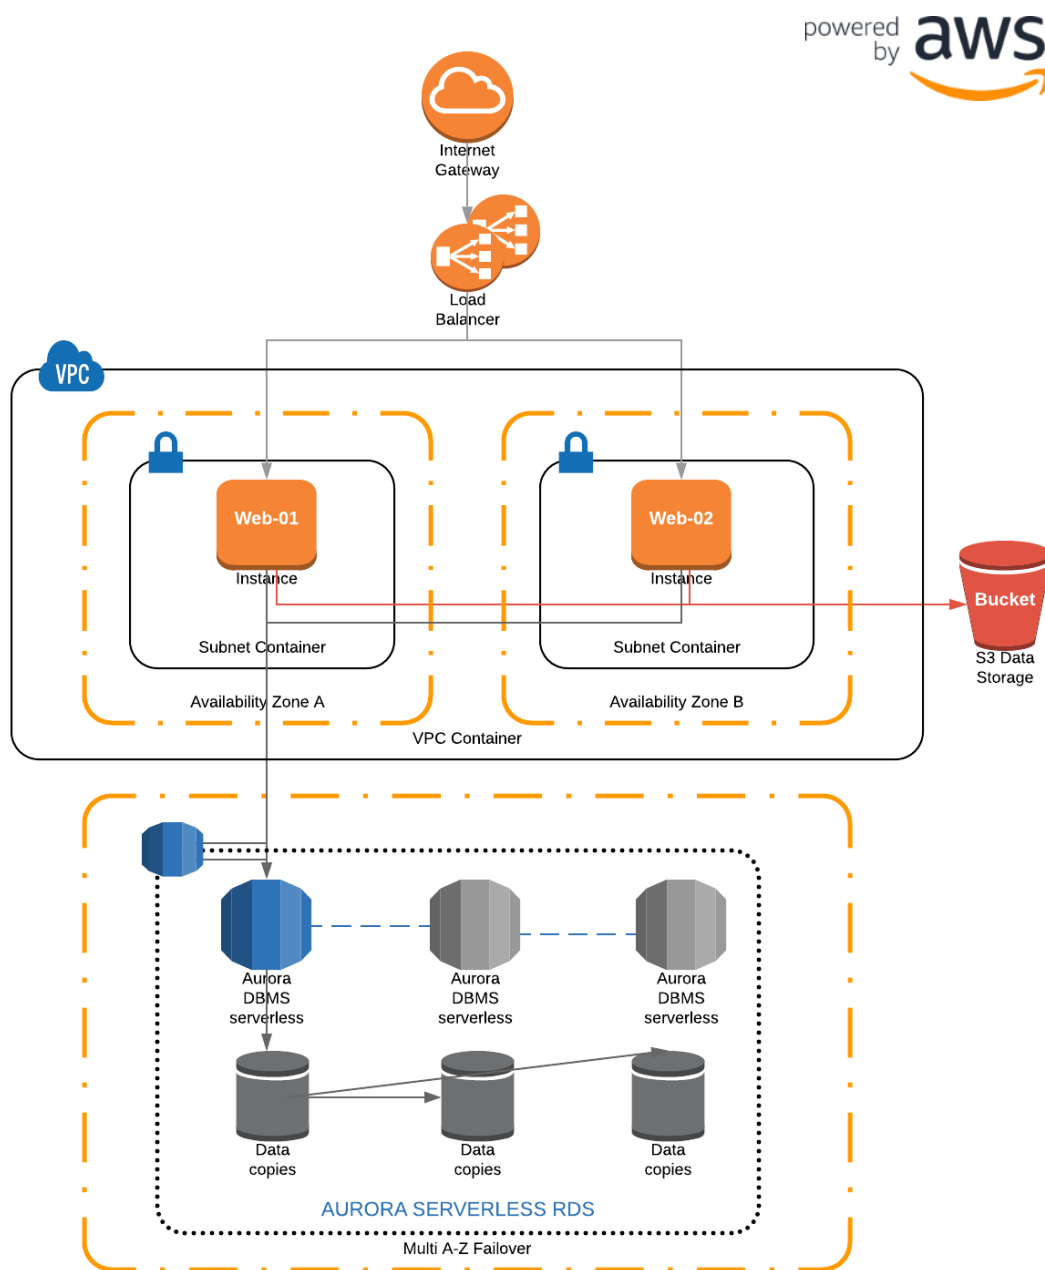 powered
by
aws
Internet
Gateway
Load
Balancer
VPC
Web-01
Web-02
Instance
Instance
Bucket
S3 Data
Storage
Subnet Container
Subnet Container
Availability Zone A
Availability Zone B
VPC Container
Aurora
DBMS
serverless
Aurora
DBMS
serverless
Aurora
DBMS
serverless
Data
copies
Data
copies
Data
copies
AURORA SERVERLESS RDS
Multi A-Z Failover